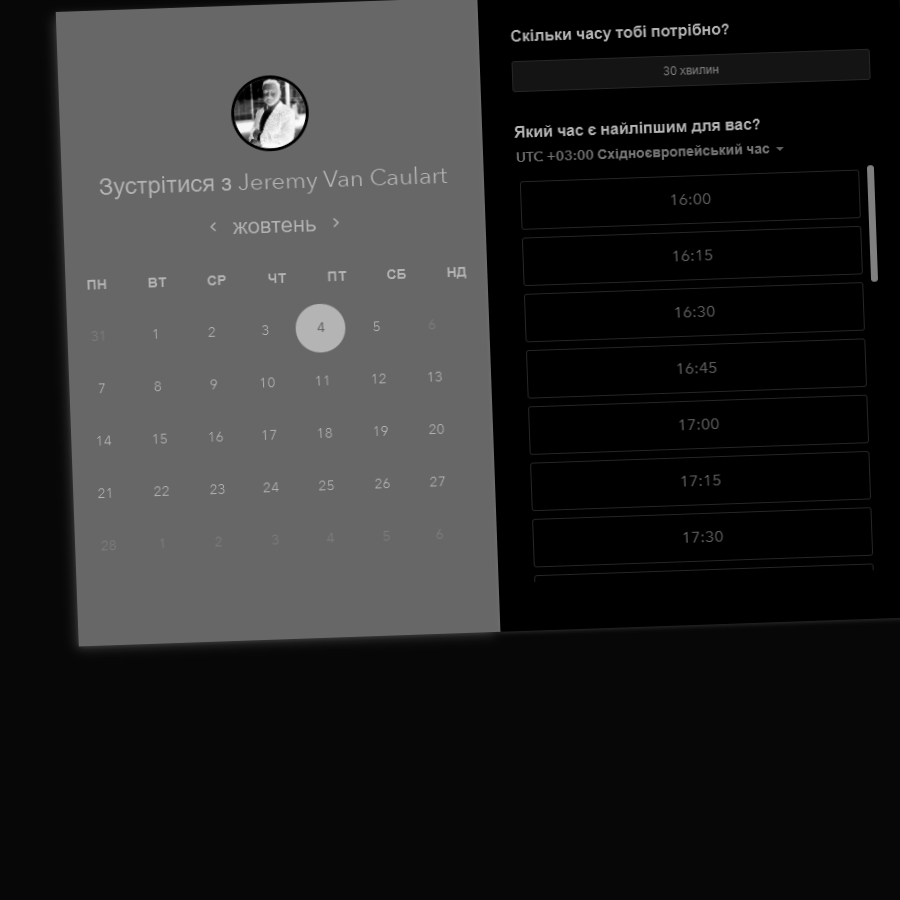 Зустрітися з Jeremy Van Caulart
‹ жовтень ›
ПН ВТ СР ЧТ ПТ СБ НД
31 1 2 3 4 5 6
7 8 9 10 11 12 13
14 15 16 17 18 19 20
21 22 23 24 25 26 27
28 1 2 3 4 5 6
Скільки часу тобі потрібно?
30 хвилин
Який час є найліпшим для вас?
UTC +03:00 Східноєвропейський час
16:00
16:15
16:30
16:45
17:00
17:15
17:30